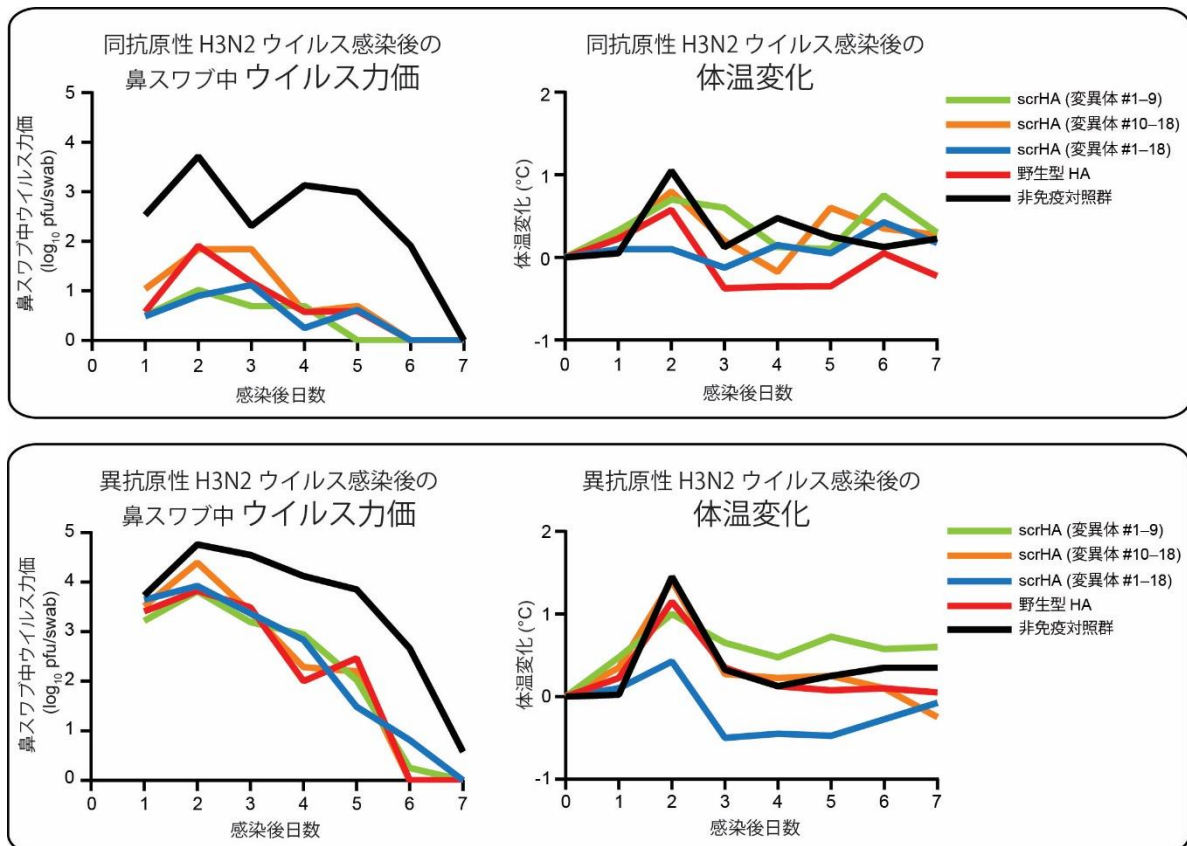 同抗原性 H3N2 ウイルス感染後の
鼻スワブ中 ウイルス力価
鼻スワブ中ウイルス力価
(log10 pfu/swab)
5
4
3
2
1
0
0 1 2 3 4 5 6 7
感染後日数
同抗原性 H3N2 ウイルス感染後の
体温変化
体温変化 (°C)
2
1
0
-1
0 1 2 3 4 5 6 7
感染後日数
scrHA (変異体 #1–9)
scrHA (変異体 #10–18)
scrHA (変異体 #1–18)
野生型 HA
非免疫対照群
異抗原性 H3N2 ウイルス感染後の
鼻スワブ中 ウイルス力価
鼻スワブ中ウイルス力価
(log10 pfu/swab)
5
4
3
2
1
0
0 1 2 3 4 5 6 7
感染後日数
異抗原性 H3N2 ウイルス感染後の
体温変化
体温変化 (°C)
2
1
0
-1
0 1 2 3 4 5 6 7
感染後日数
scrHA (変異体 #1–9)
scrHA (変異体 #10–18)
scrHA (変異体 #1–18)
野生型 HA
非免疫対照群